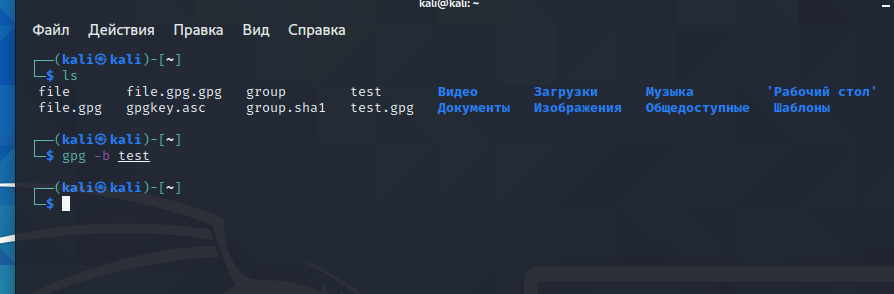 kali@kali: ~
Файл Действия Правка Вид Справка
┌──(kali㉿kali)-[~]
└─$ ls
file file.gpg.gpg group test Видео Загрузки Музыка 'Рабочий стол'
file.gpg gpgkey.asc group.sha1 test.gpg Документы Изображения Общедоступные Шаблоны
┌──(kali㉿kali)-[~]
└─$ gpg -b test
┌──(kali㉿kali)-[~]
└─$